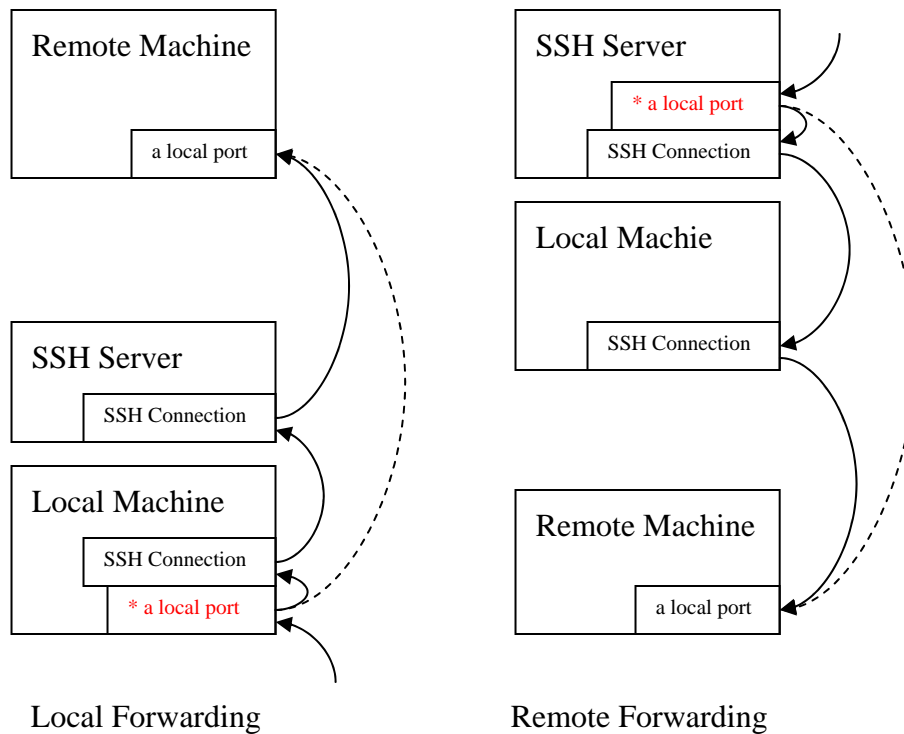 Remote Machine
a local port
SSH Server
SSH Connection
Local Machine
SSH Connection
* a local port
Local Forwarding
SSH Server
* a local port
SSH Connection
Local Machie
SSH Connection
Remote Machine
a local port
Remote Forwarding